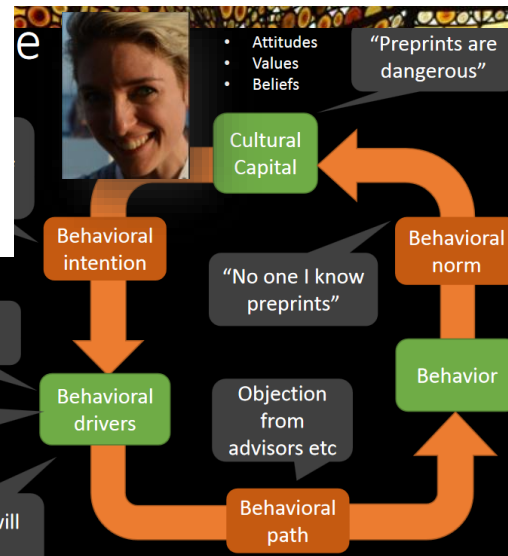 e
• Attitudes
• Values
• Beliefs
“Preprints are
dangerous”
Cultural
Capital
Behavioral
intention
“No one I know
preprints”
Behavioral
norm
Behavioral
drivers
Objection
from
advisors etc
Behavior
will
Behavioral
path